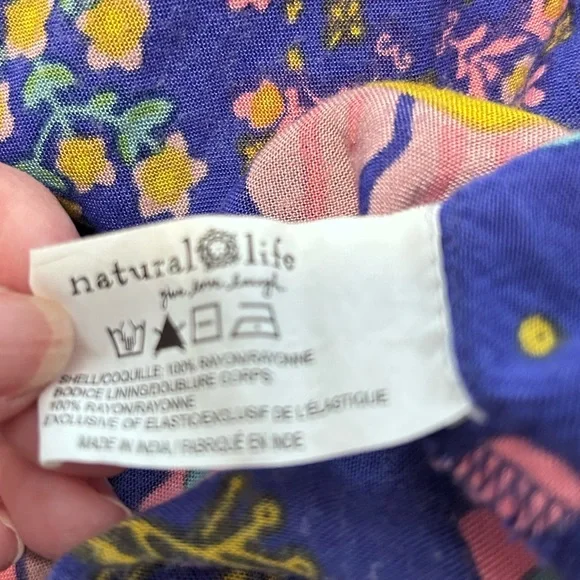 natural life
give. love. laugh.
SHELL/COQUILLE: 100% RAYON/RAYONNE
BODICE LINING/DOUBLURE CORPS
100% RAYON/RAYONNE
EXCLUSIVE OF ELASTIC/EXCLUSIF DE L'ÉLASTIQUE
MADE IN INDIA / FABRIQUÉ EN INDE